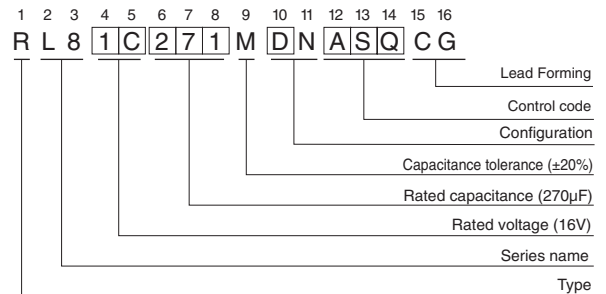 1 2 3 4 5 6 7 8 9 10 11 12 13 14 15 16
R L 8 1 C 2 7 1 M D N A S Q C G
Lead Forming
Control code
Configuration
Capacitance tolerance (±20%)
Rated capacitance (270µF)
Rated voltage (16V)
Series name
Type